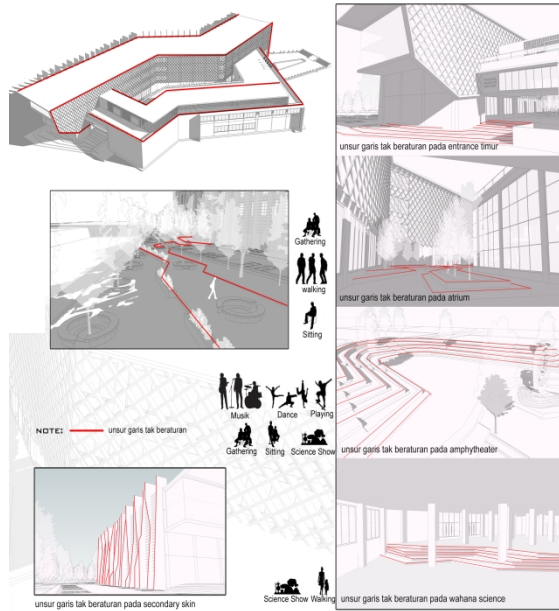 unsur garis tak beraturan pada entrance timur
Gathering
walking
Sitting
unsur garis tak beraturan pada atrium
Musik
Dance
Playing
NOTE:
unsur garis tak beraturan
Gathering
Sitting
Science Show
unsur garis tak beraturan pada amphytheater
unsur garis tak beraturan pada secondary skin
Science Show
Walking
unsur garis tak beraturan pada wahana science